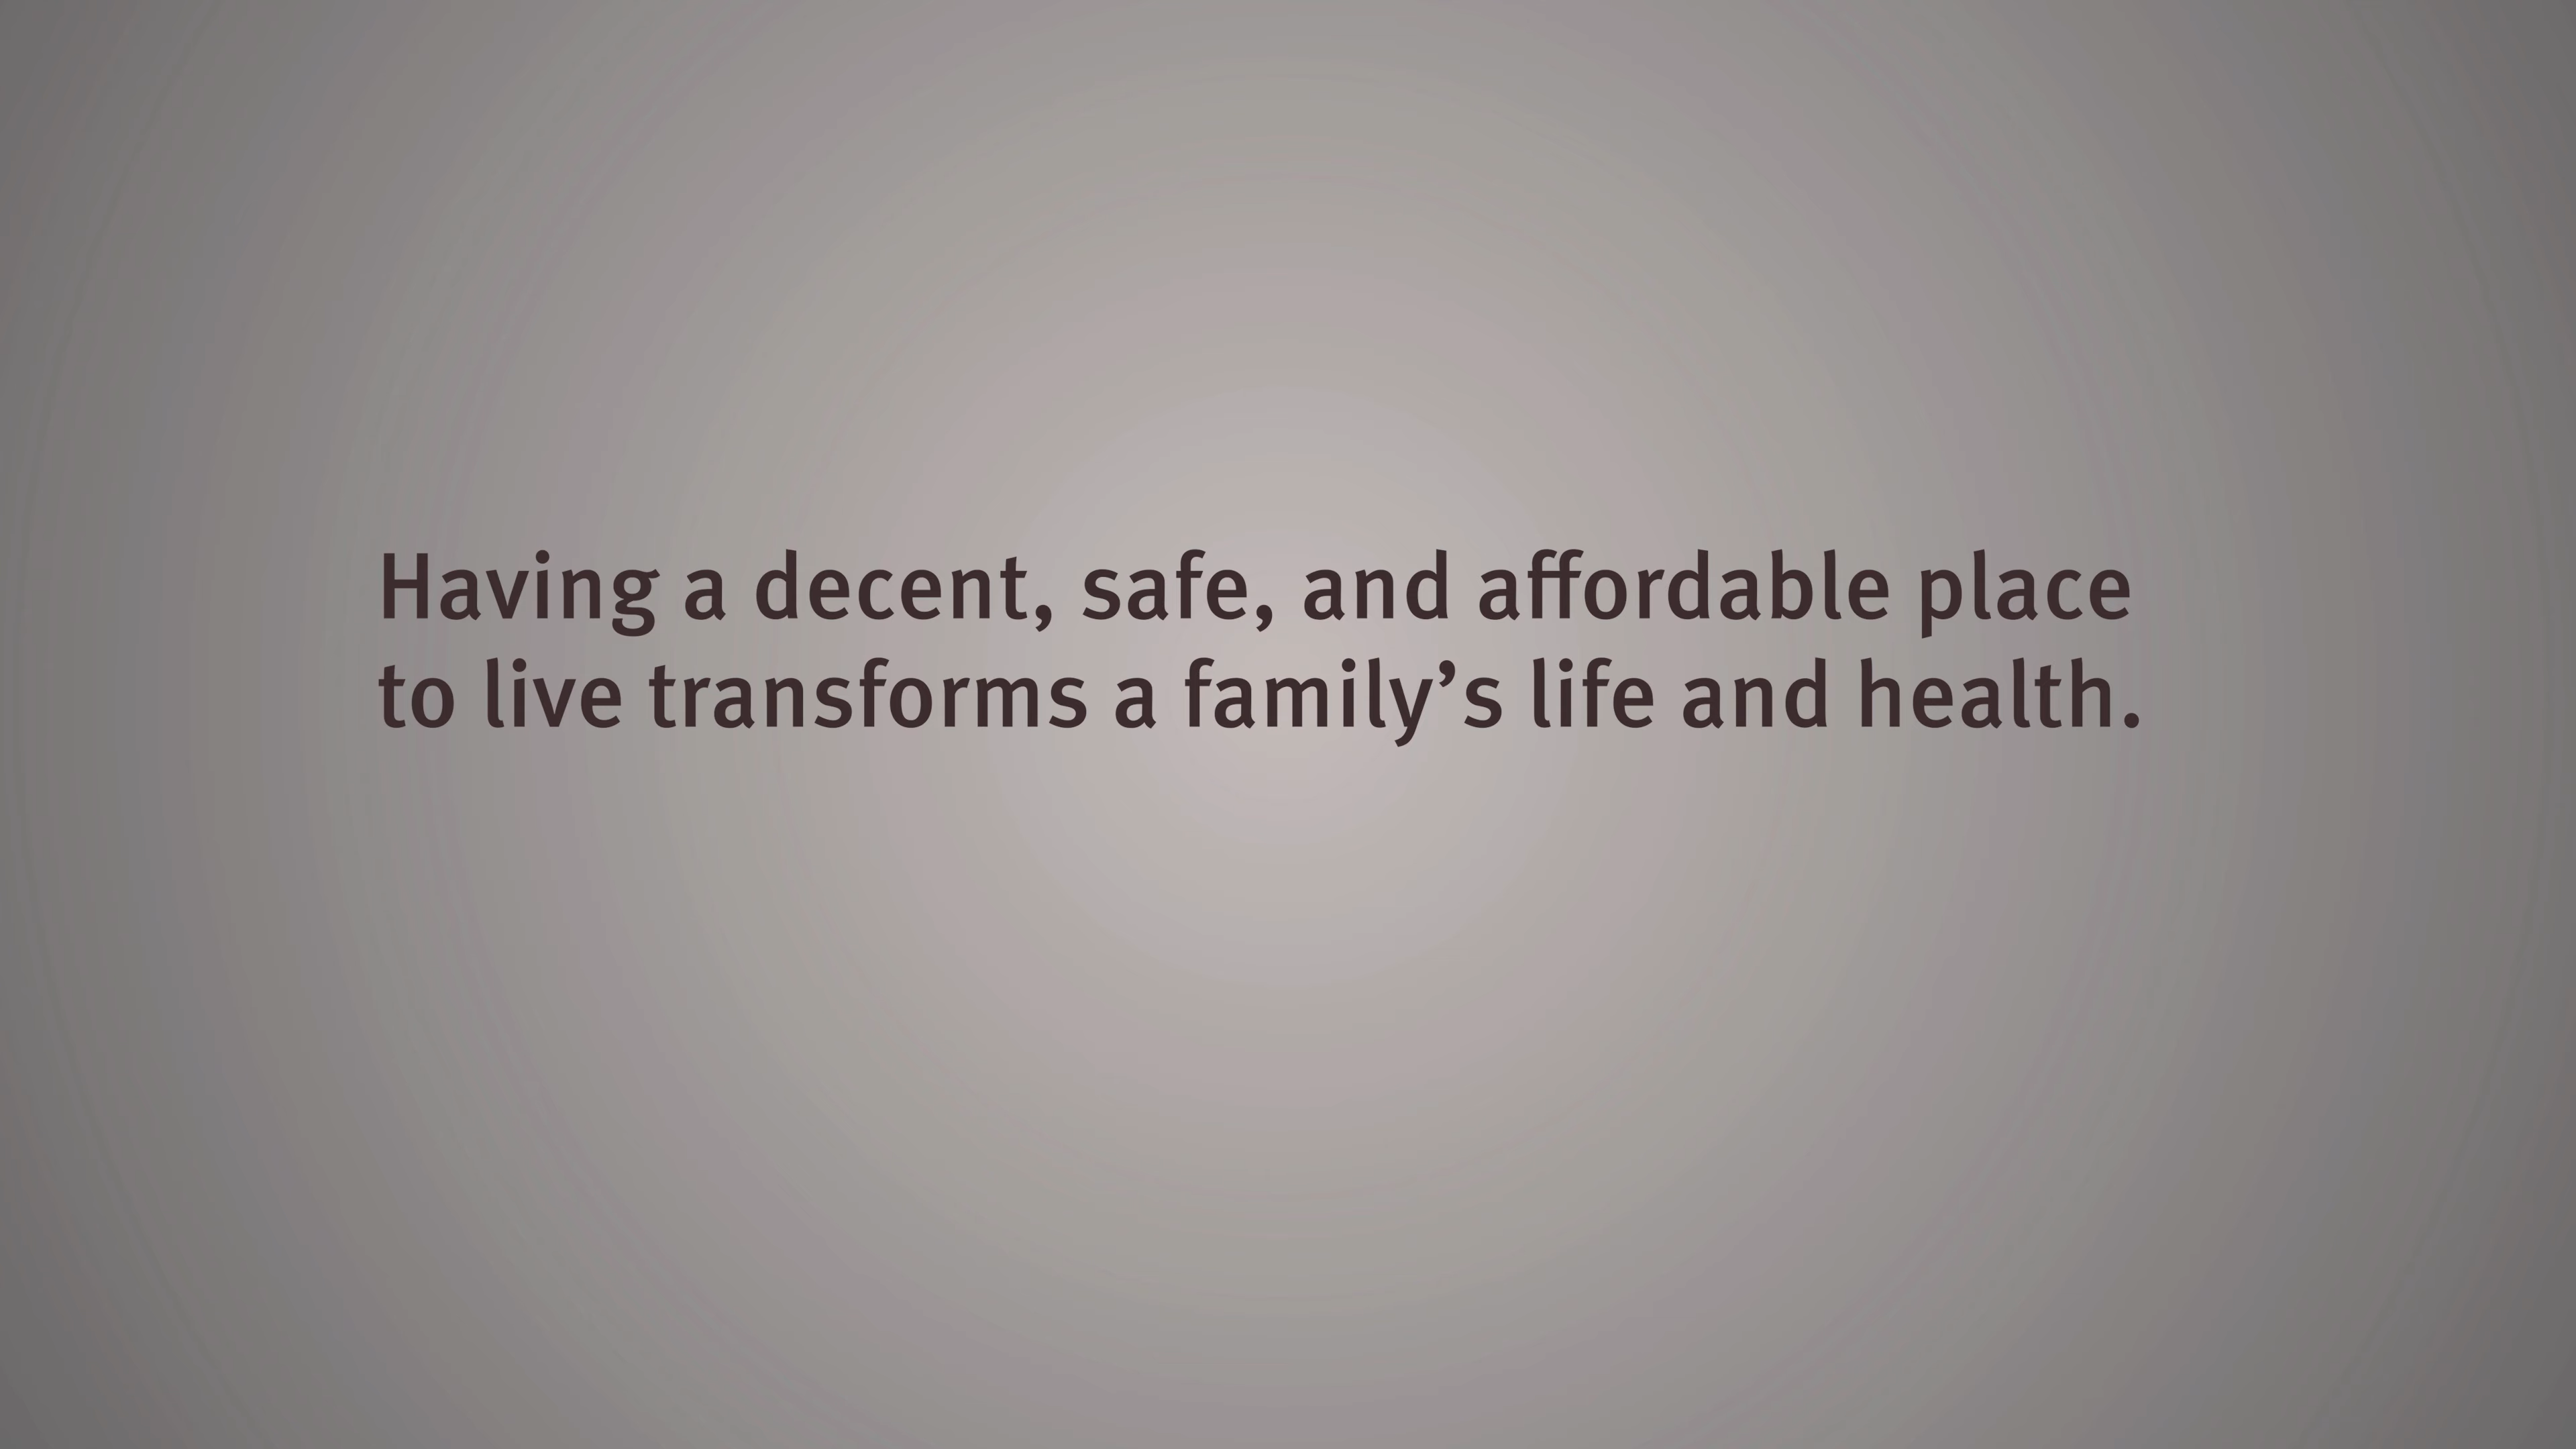 Having a decent, safe, and affordable place
to live transforms a family’s life and health.